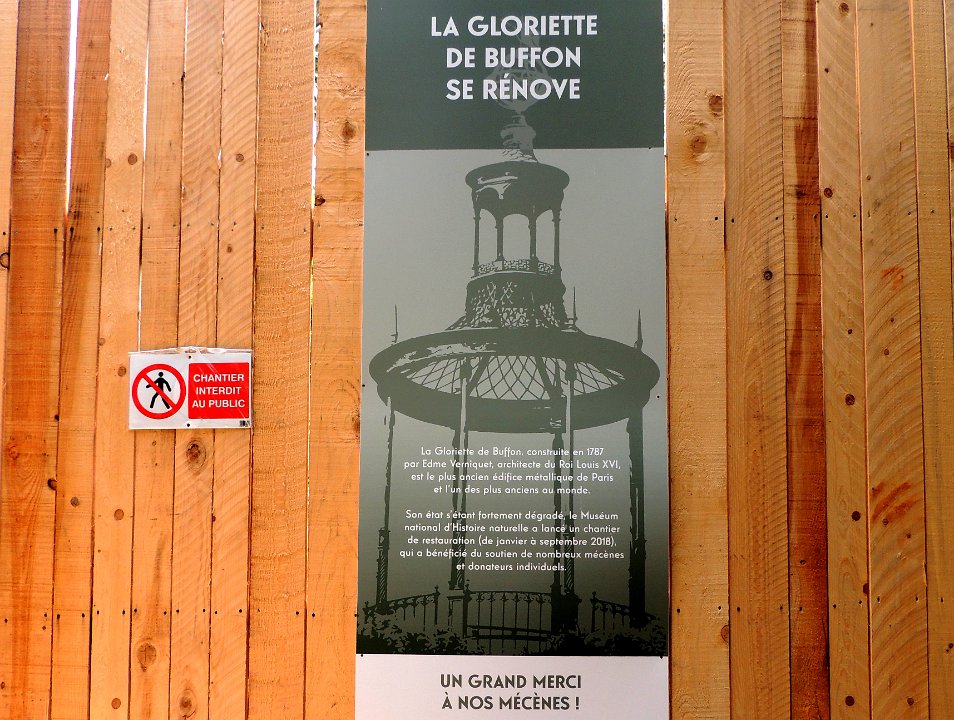 LA GLORIETTE
DE BUFFON
SE RÉNOVE
CHANTIER
INTERDIT
AU PUBLIC
La Gloriette de Buffon, construite en 1787
par Edme Verniquet, architecte du Roi Louis XVI,
est le plus ancien édifice métallique de Paris
et l'un des plus anciens au monde.
Son état s'étant fortement dégradé, le Muséum
national d'Histoire naturelle a lancé un chantier
de restauration (de janvier à septembre 2018),
qui a bénéficié du soutien de nombreux mécènes
et donateurs individuels.
UN GRAND MERCI
À NOS MÉCÈNES !